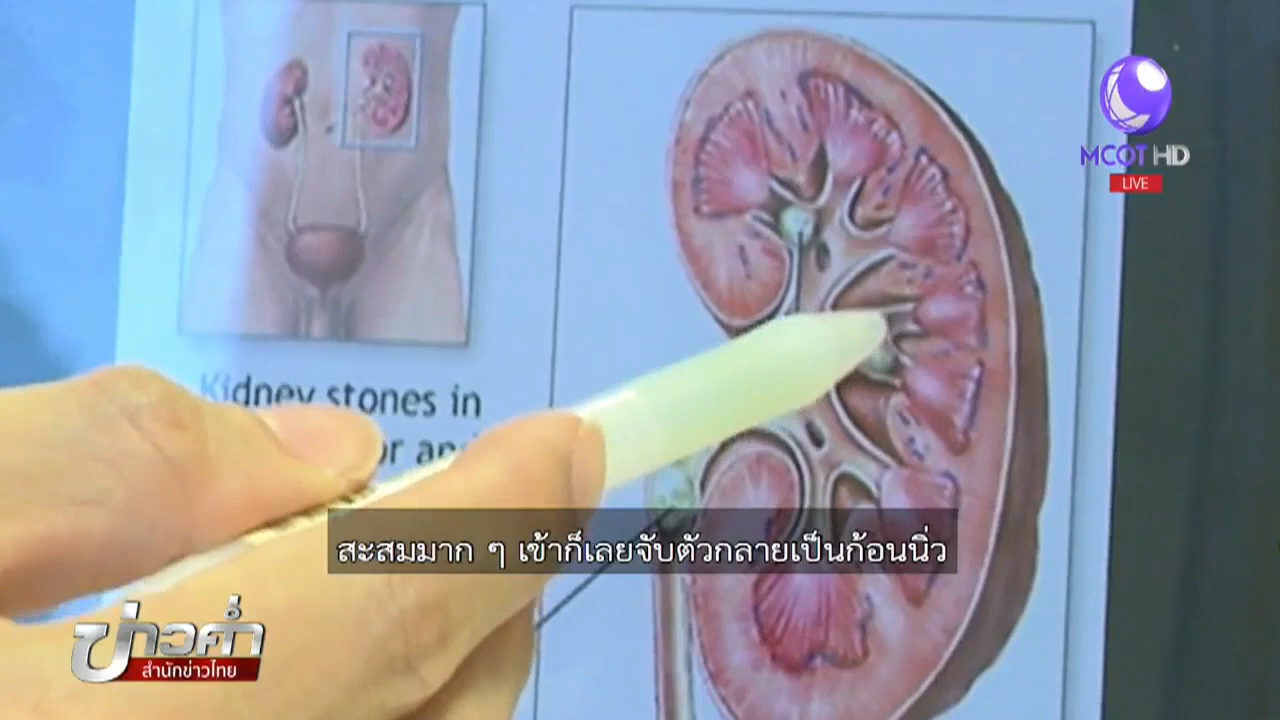 MCOT HD
LIVE
Kidney stones in
สะสมมาก ๆ เข้าก็เลยจับตัวกลายเป็นก้อนนิ่ว
ข่าวค่ำ
สำนักข่าวไทย